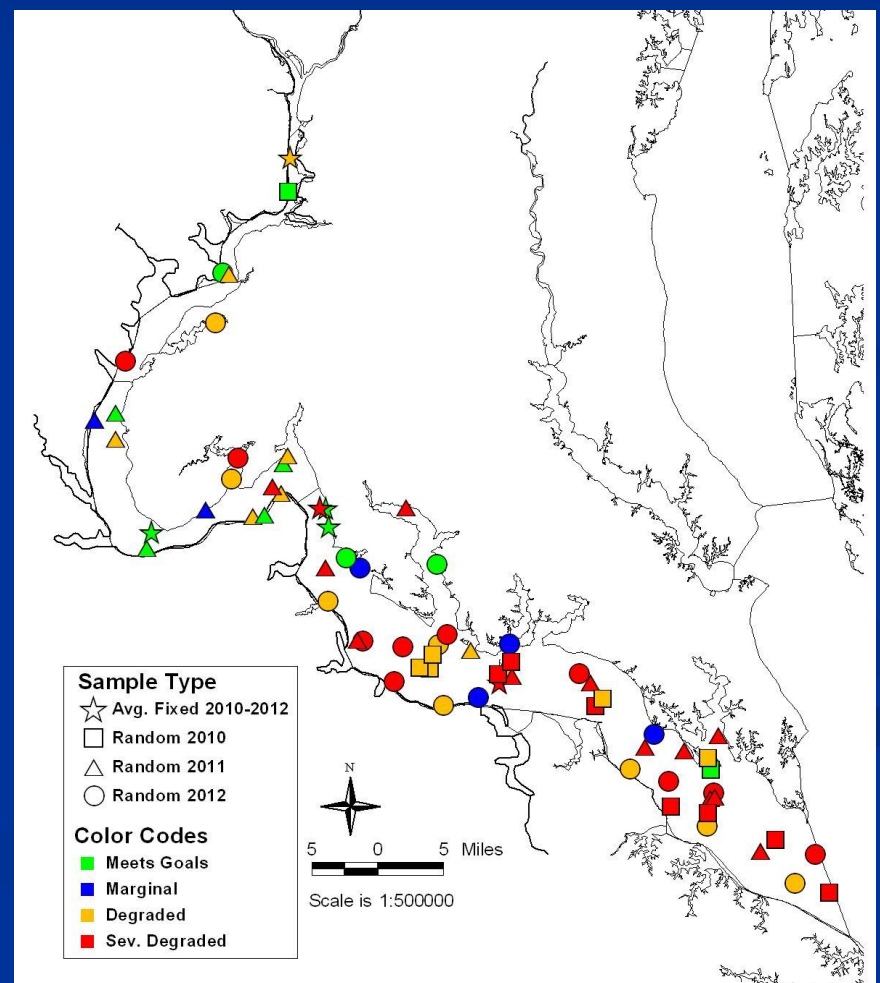 Sample Type
Avg. Fixed 2010-2012
Random 2010
Random 2011
Random 2012
Color Codes
Meets Goals
Marginal
Degraded
Sev. Degraded
N
5 0 5 Miles
Scale is 1:500000